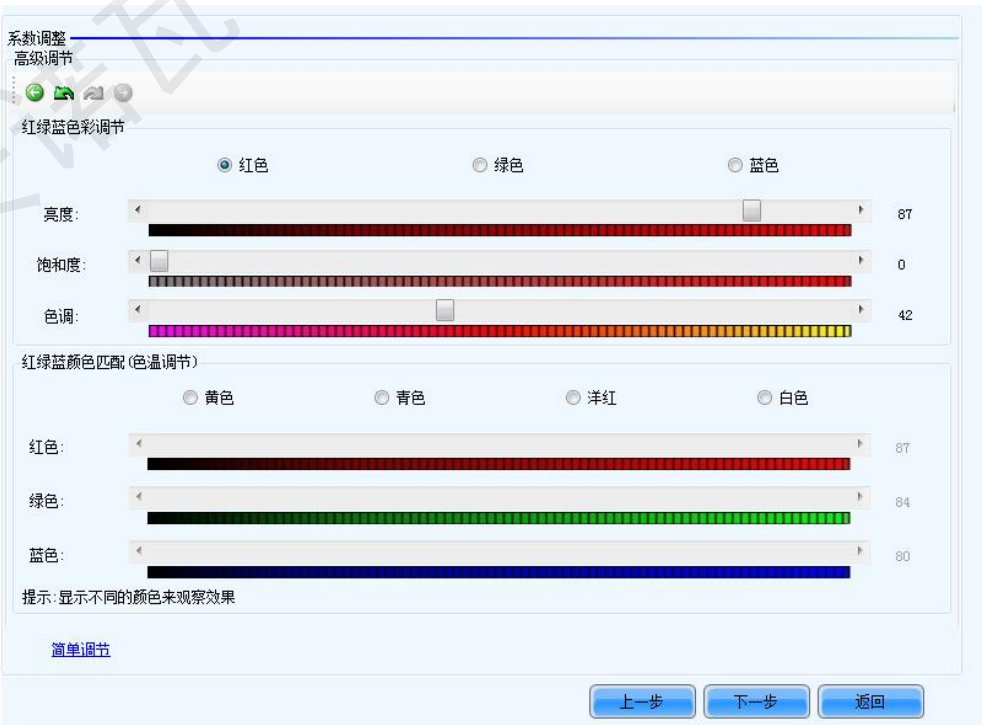 系数调整
高级调节
红绿蓝色彩调节
红色 绿色 蓝色
亮度: 87
饱和度: 0
色调: 42
红绿蓝颜色匹配(色温调节)
黄色 青色 洋红 白色
红色: 87
绿色: 84
蓝色: 80
提示:显示不同的颜色来观察效果
简单调节
上一步 下一步 返回